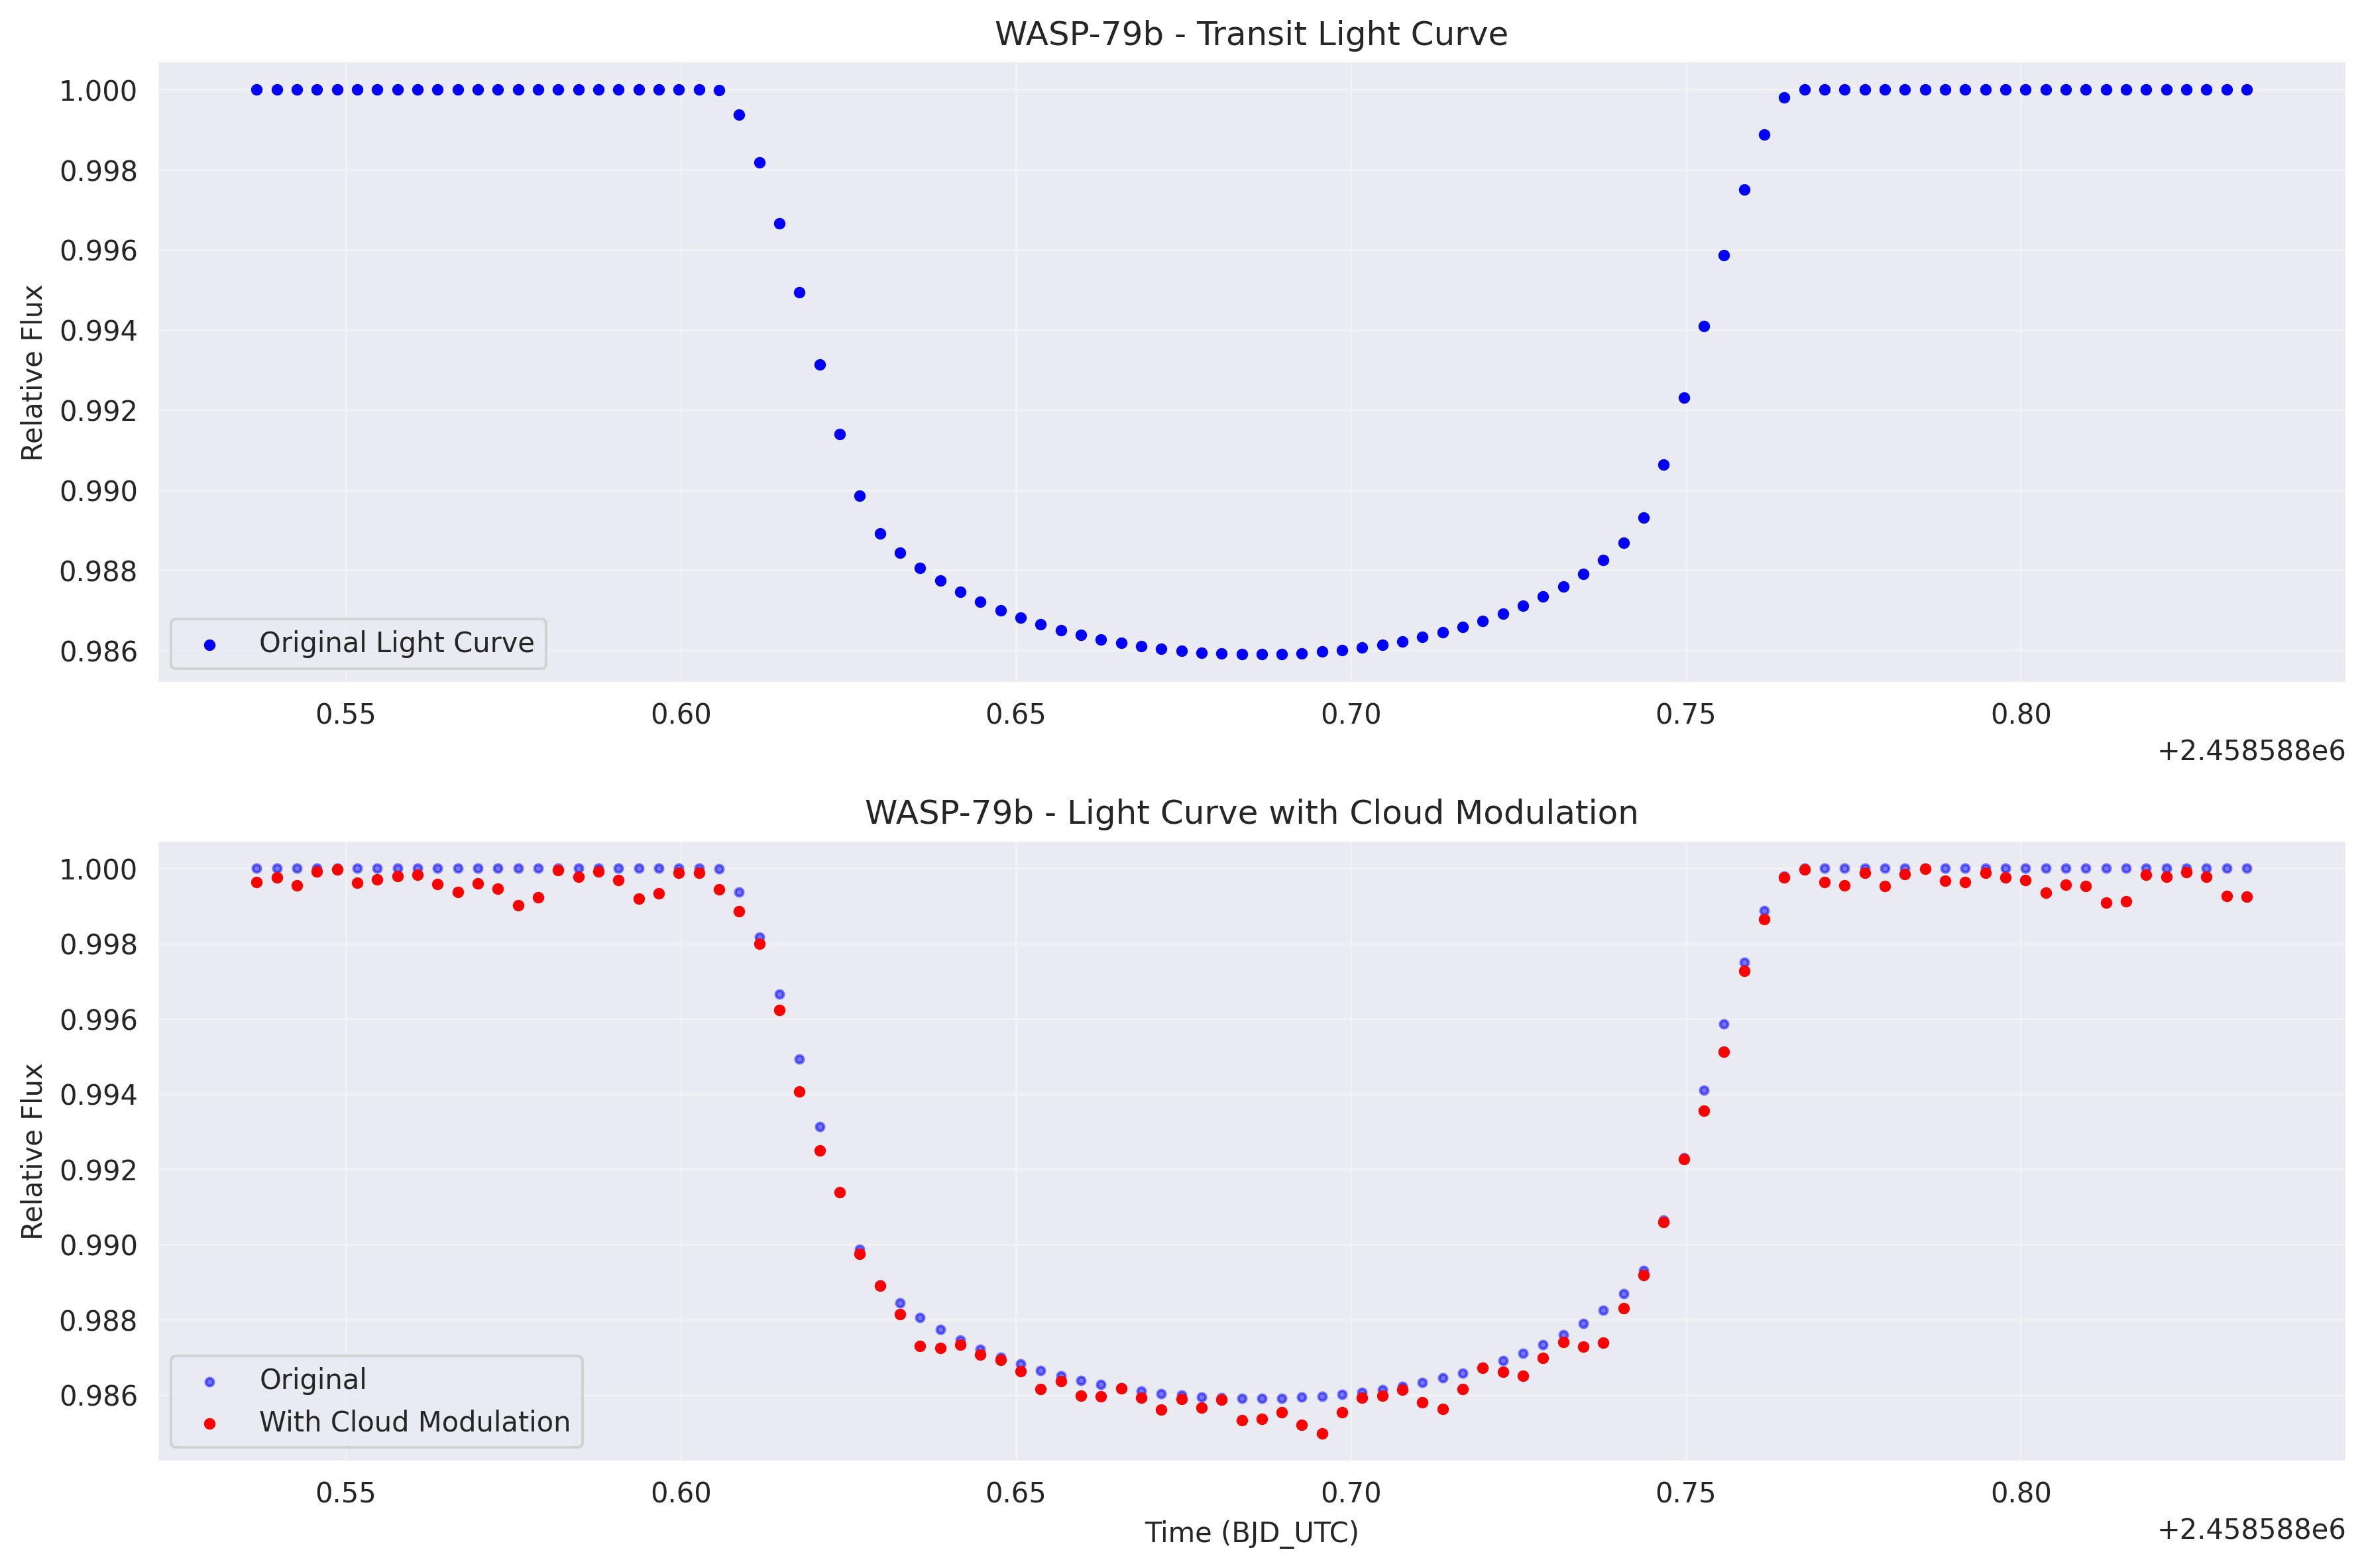 WASP-79b - Transit Light Curve
Relative Flux
1.000
0.998
0.996
0.994
0.992
0.990
0.988
0.986
Original Light Curve
0.55 0.60 0.65 0.70 0.75 0.80
+2.458588e6
WASP-79b - Light Curve with Cloud Modulation
Relative Flux
1.000
0.998
0.996
0.994
0.992
0.990
0.988
0.986
Original
With Cloud Modulation
0.55 0.60 0.65 0.70 0.75 0.80
Time (BJD_UTC)
+2.458588e6